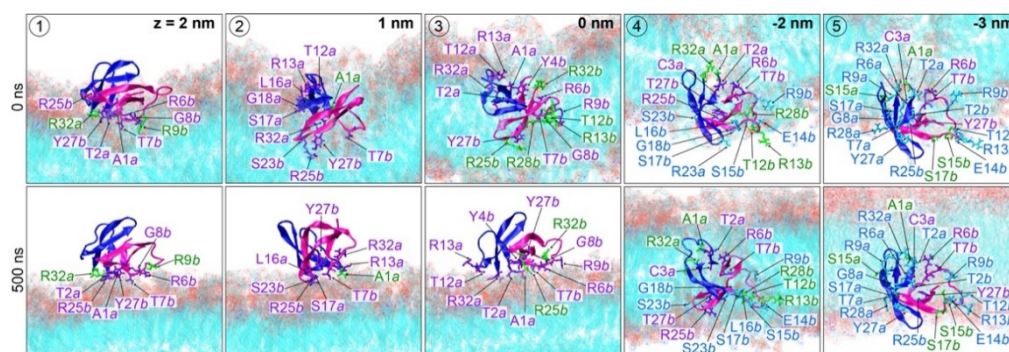 1 z = 2 nm
2 1 nm
3 0 nm
4 -2 nm
5 -3 nm
0 ns
R25b
R32a
Y27b
T2a
A1a
T7b
R9b
G8b
R6b
T12a
R13a
L16a
G18a
S17a
R32a
S23b
R25b
Y27b
T7b
A1a
R13a
T12a
R32a
T2a
Y27b
R25b
R28b
T7b
G8b
R13b
T12b
R9b
R6b
R32b
Y4b
A1a
R32a
A1a
C3a
T27b
R25b
S23b
L16b
G18b
S17b
R23a
S15b
T12b
R13b
E14b
R28b
R9b
T7b
R6b
T2a
C3a
R32a
R6a
R9a
S15a
S17a
G8a
R28a
T7a
Y27a
R25b
S17b
S15b
E14b
Y27b
T2b
R9b
T7b
R6b
T2a
A1a
500 ns
R32a
T2a
R25b
A1a
Y27b
T7b
R6b
R9b
G8b
Y27b
L16a
S23b
R25b
S17a
T7b
A1a
R13a
R32a
Y4b
R13a
T12a
R32a
T2a
A1a
R25b
T7b
R6b
R9b
G8b
R32b
Y27b
A1a
R32a
C3a
G18b
S23b
T27b
R25b
S23b
S17b
L16b
E14b
R13b
T12b
R28b
R9b
T7b
R6b
T2a
A1a
R32a
R6a
R9a
S15a
G8a
S17a
T7a
R28a
Y27a
R25b
S17b
S15b
E14b
Y27b
T2b
T7b
R6b
T2a
C3a